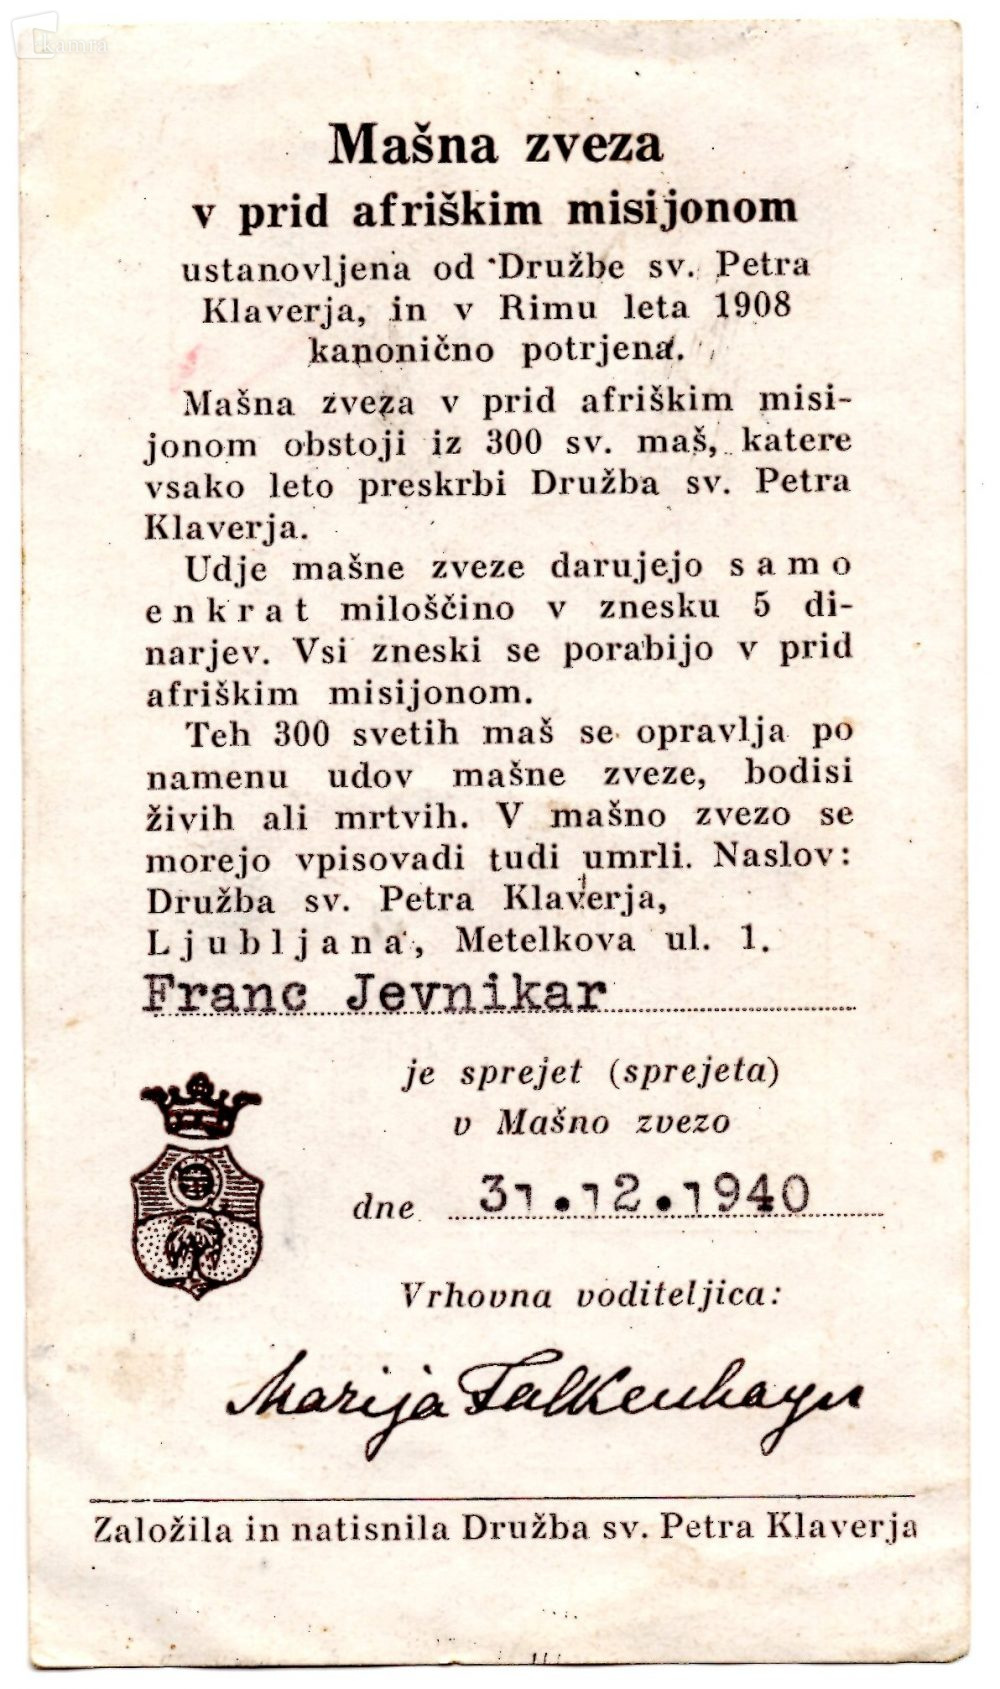 kamra
Mašna zveza
v prid afriškim misijonom
ustanovljena od Družbe sv. Petra
Klaverja, in v Rimu leta 1908
kanonično potrjena.
Mašna zveza v prid afriškim misi-
jonom obstoji iz 300 sv. maš, katere
vsako leto preskrbi Družba sv. Petra
Klaverja.
Udje mašne zveze darujejo samo
enkrat miloščino v znesku 5 di-
narjev. Vsi zneski se porabijo v prid
afriškim misijonom.
Teh 300 svetih maš se opravlja po
namenu udov mašne zveze, bodisi
živih ali mrtvih. V mašno zvezo se
morejo vpisovadi tudi umrli. Naslov:
Družba sv. Petra Klaverja,
Ljubljana, Metelkova ul. 1.
Franc Jevnikar
je sprejet (sprejeta)
v Mašno zvezo
dne 31.12.1940
Vrhovna voditeljica:
Marija Falkenhayn
Založila in natisnila Družba sv. Petra Klaverja